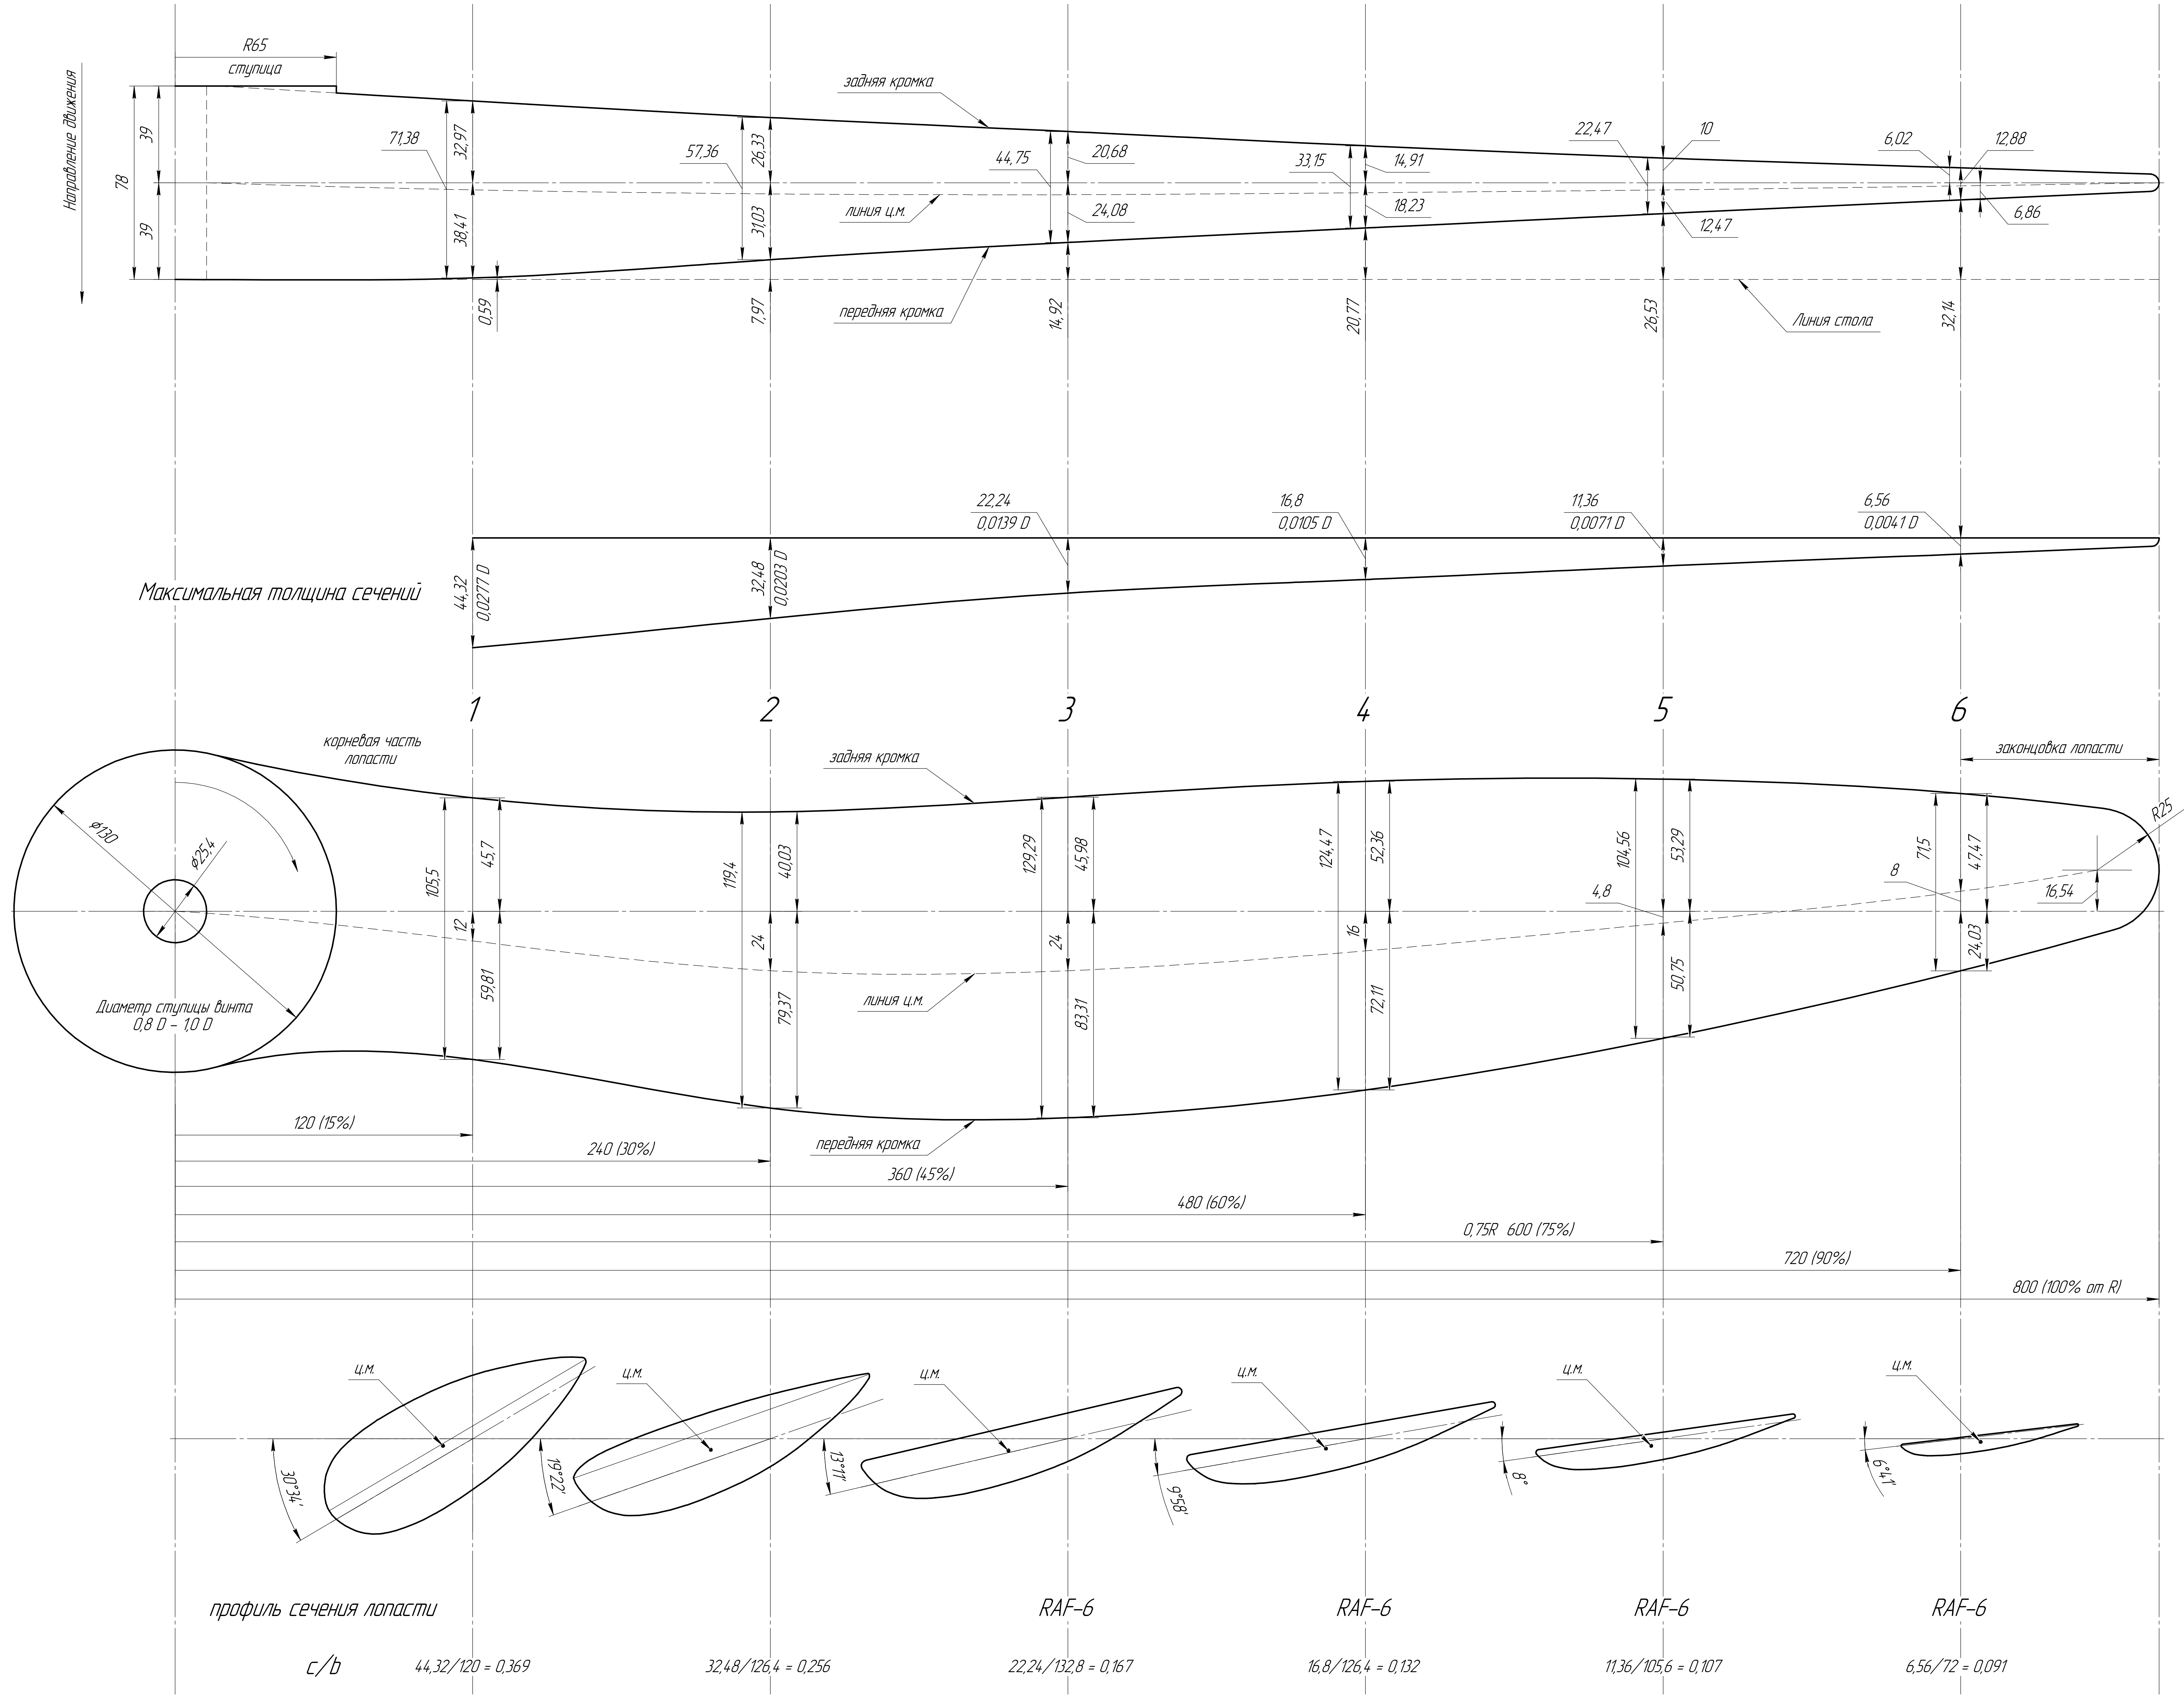 R65
ступица
задняя кромка
Направление движения
39
78
39
71,38
32,97
38,41
0,59
57,36
26,33
31,03
7,97
линия ц.м.
передняя кромка
44,75
20,68
24,08
14,92
33,15
14,91
18,23
20,77
22,47
10
12,47
26,53
6,02
12,88
6,86
32,14
Линия стола
Максимальная толщина сечений
44,32
0,0277 D
32,48
0,0203 D
22,24
0,0139 D
16,8
0,0105 D
11,36
0,0071 D
6,56
0,0041 D
1
2
3
4
5
6
корневая часть
лопасти
задняя кромка
законцовка лопасти
⌀130
⌀25,4
Диаметр ступицы винта
0,8 D – 1,0 D
105,5
45,7
12
59,81
119,4
40,03
24
79,37
линия ц.м.
129,29
45,98
24
83,31
124,47
52,36
16
72,11
104,56
53,29
4,8
50,75
71,5
47,47
8
24,03
R25
16,54
передняя кромка
120 (15%)
240 (30%)
360 (45%)
480 (60%)
0,75R 600 (75%)
720 (90%)
800 (100% от R)
ц.м.
ц.м.
ц.м.
ц.м.
ц.м.
ц.м.
30°34'
19°22'
13°11'
9°58'
8°
6°41'
профиль сечения лопасти
RAF-6
RAF-6
RAF-6
RAF-6
c/b
44,32/120 = 0,369
32,48/126,4 = 0,256
22,24/132,8 = 0,167
16,8/126,4 = 0,132
11,36/105,6 = 0,107
6,56/72 = 0,091